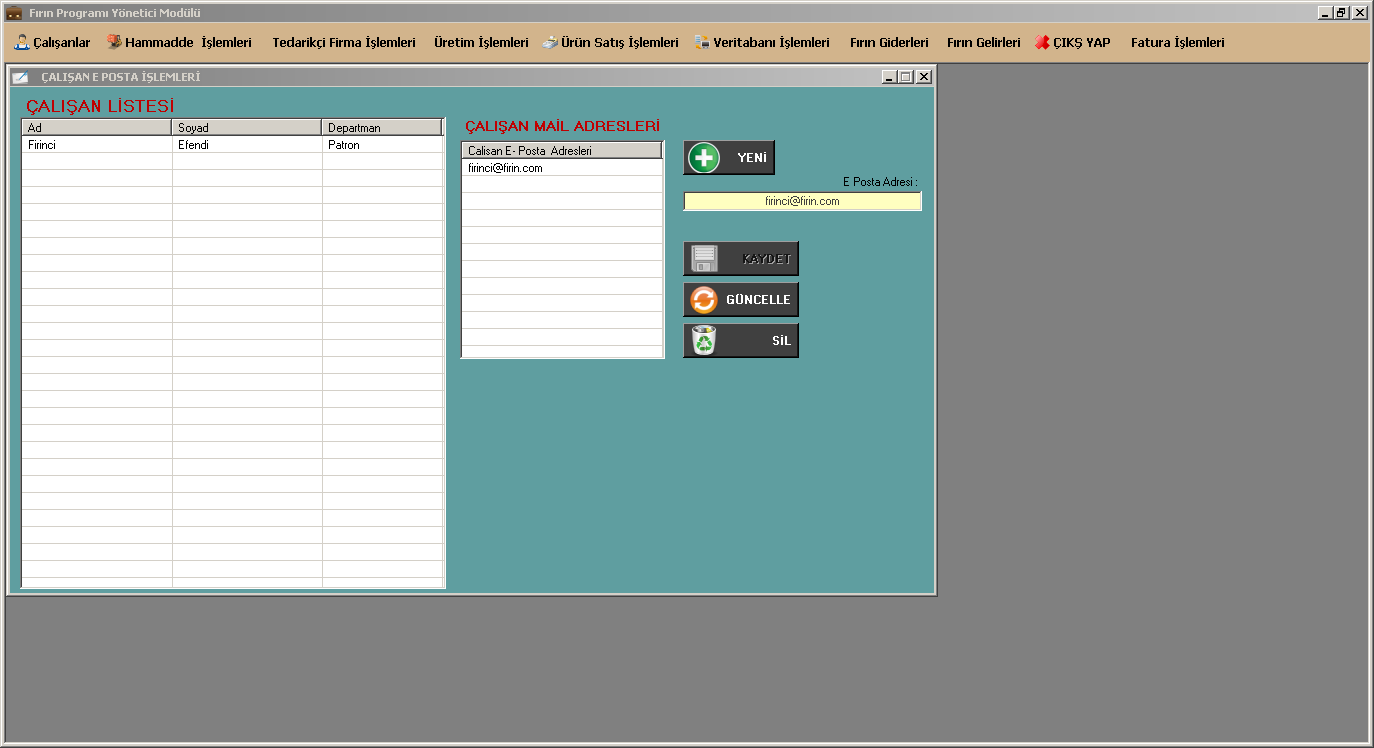 Fırın Programı Yönetici Modülü
Çalışanlar Hammadde İşlemleri Tedarikçi Firma İşlemleri Üretim İşlemleri Ürün Satış İşlemleri Veritabanı İşlemleri Fırın Giderleri Fırın Gelirleri ÇIKŞ YAP Fatura İşlemleri
ÇALIŞAN E POSTA İŞLEMLERİ
ÇALIŞAN LİSTESİ
Ad Soyad Departman
Firinci Efendi Patron
ÇALIŞAN MAİL ADRESLERİ
Calisan E- Posta Adresleri
firinci@firin.com
YENİ
E Posta Adresi :
firinci@firin.com
KAYDET
GÜNCELLE
SİL